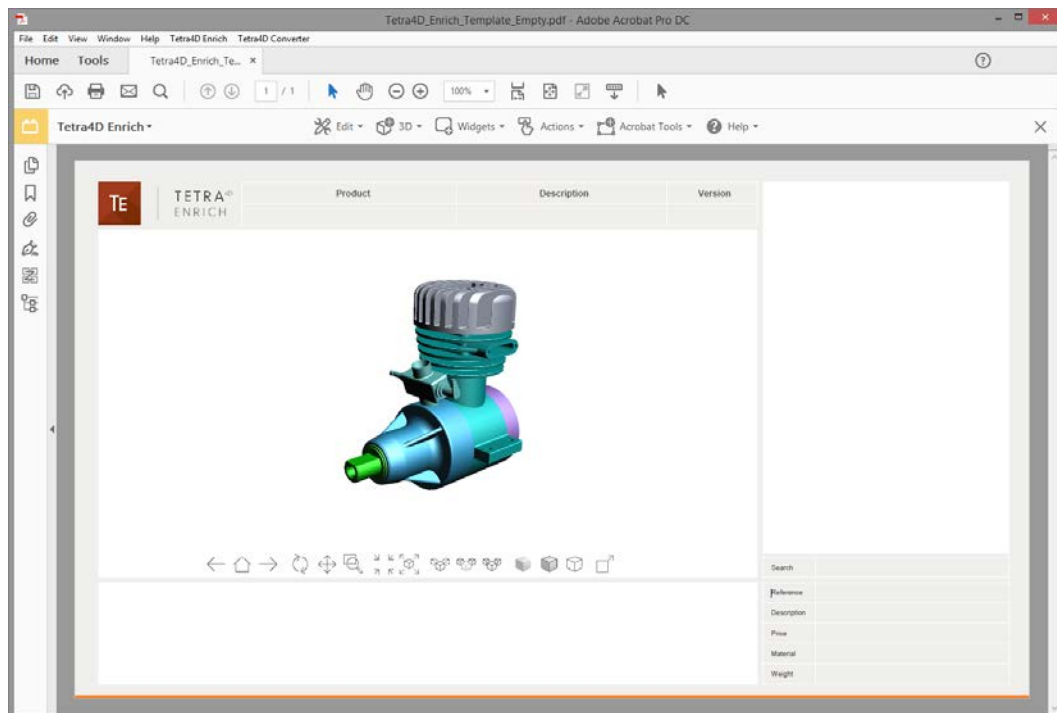 Tetra4D_Enrich_Template_Empty.pdf - Adobe Acrobat Pro DC
File Edit View Window Help Tetra4D Enrich Tetra4D Converter
Home Tools Tetra4D_Enrich_Te... ×
1 / 1 100%
Tetra4D Enrich Edit 3D Widgets Actions Acrobat Tools Help
TE TETRA4D ENRICH
Product Description Version
Search
Reference
Description
Price
Material
Weight